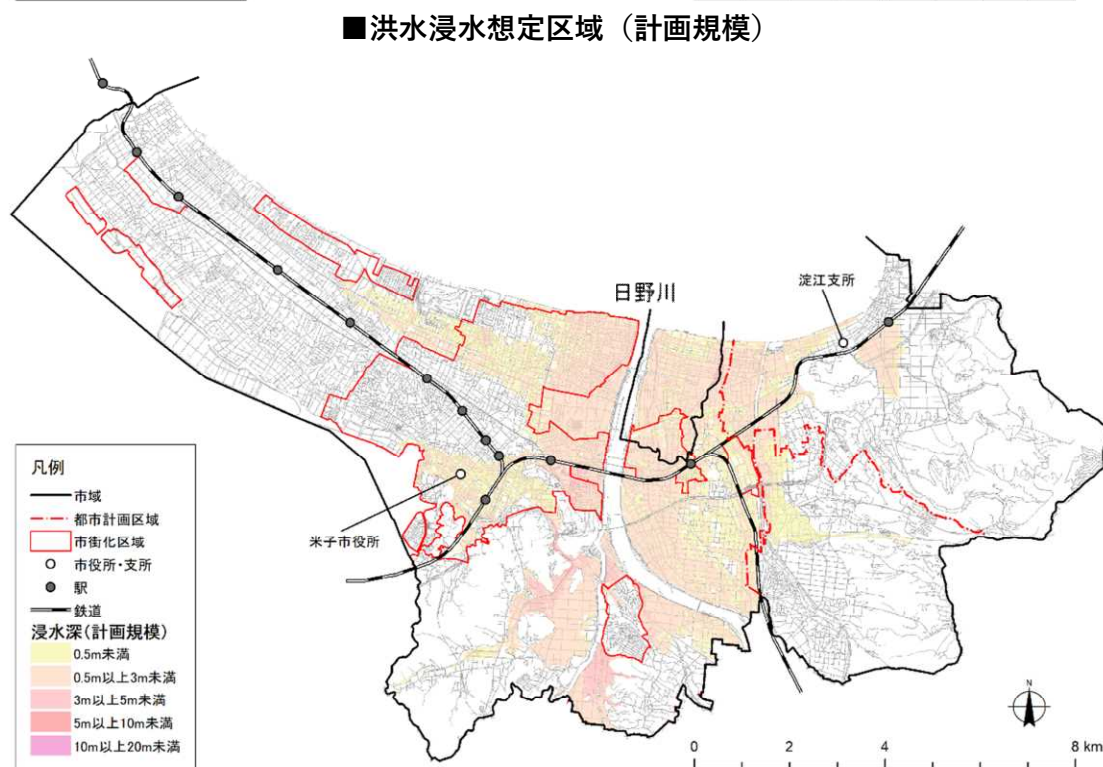 ■洪水浸水想定区域（計画規模）
日野川
淀江支所
米子市役所
凡例
市域
都市計画区域
市街化区域
市役所・支所
駅
鉄道
浸水深(計画規模)
0.5m未満
0.5m以上3m未満
3m以上5m未満
5m以上10m未満
10m以上20m未満
N
0 2 4 8 km